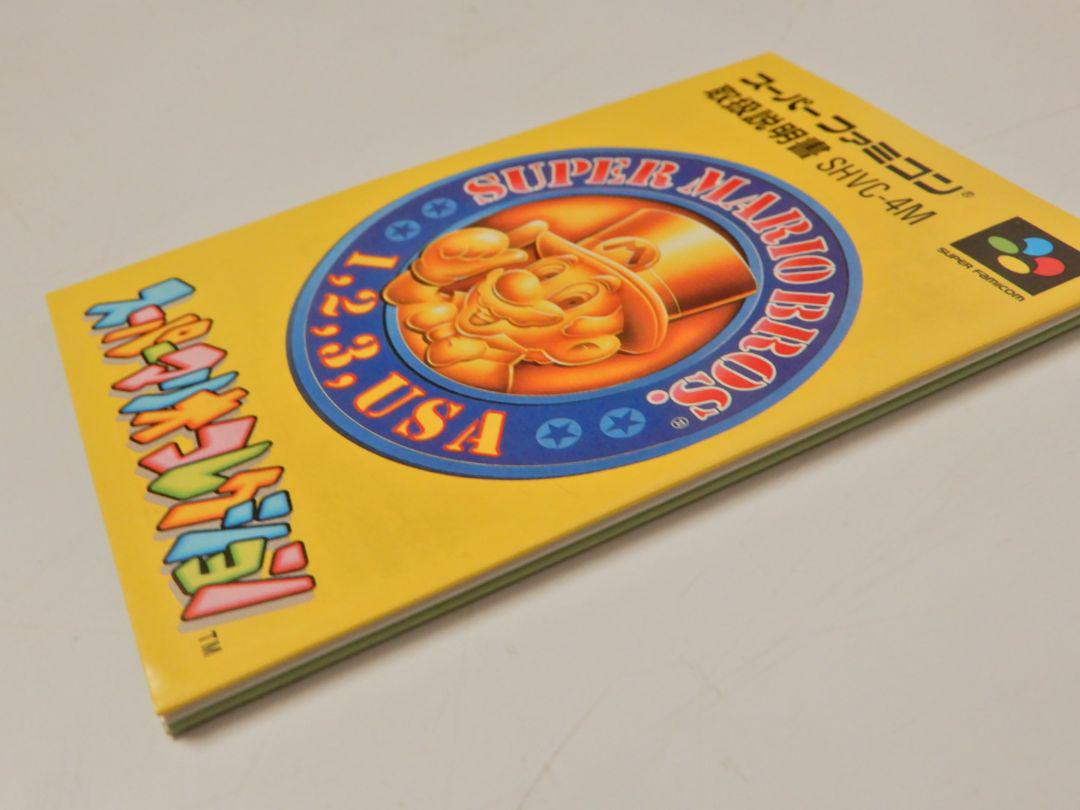 スーパーファミコン®
取扱説明書 SHVC-4M
SUPER FAMICOM
SUPER MARIO BROS.®
1, 2, 3, USA
M
スーパーマリオコレクション
TM